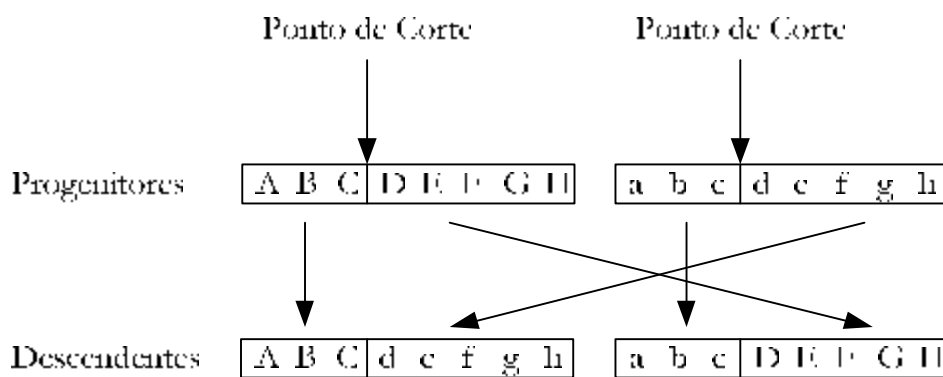 Ponto de Corte Ponto de Corte
Progenitores A B C D E F G H a b c d e f g h
Descendentes A B C d e f g h a b c D E F G H